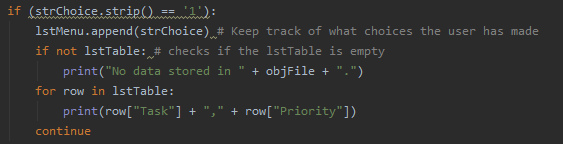 if (strChoice.strip() == '1'):
    lstMenu.append(strChoice) # Keep track of what choices the user has made
    if not lstTable: # checks if the lstTable is empty
        print("No data stored in " + objFile + ".")
    for row in lstTable:
        print(row["Task"] + "," + row["Priority"])
    continue